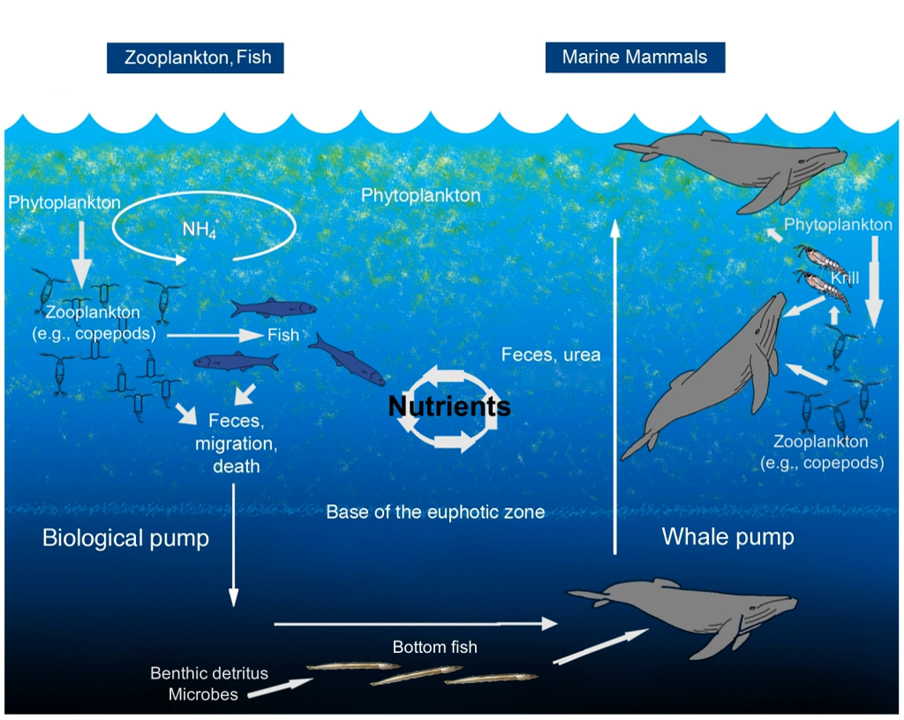 Zooplankton, Fish
Marine Mammals
Phytoplankton
NH₄⁺
Phytoplankton
Phytoplankton
Krill
Zooplankton
(e.g., copepods)
Fish
Feces, urea
Nutrients
Feces,
migration,
death
Zooplankton
(e.g., copepods)
Base of the euphotic zone
Biological pump
Whale pump
Bottom fish
Benthic detritus
Microbes